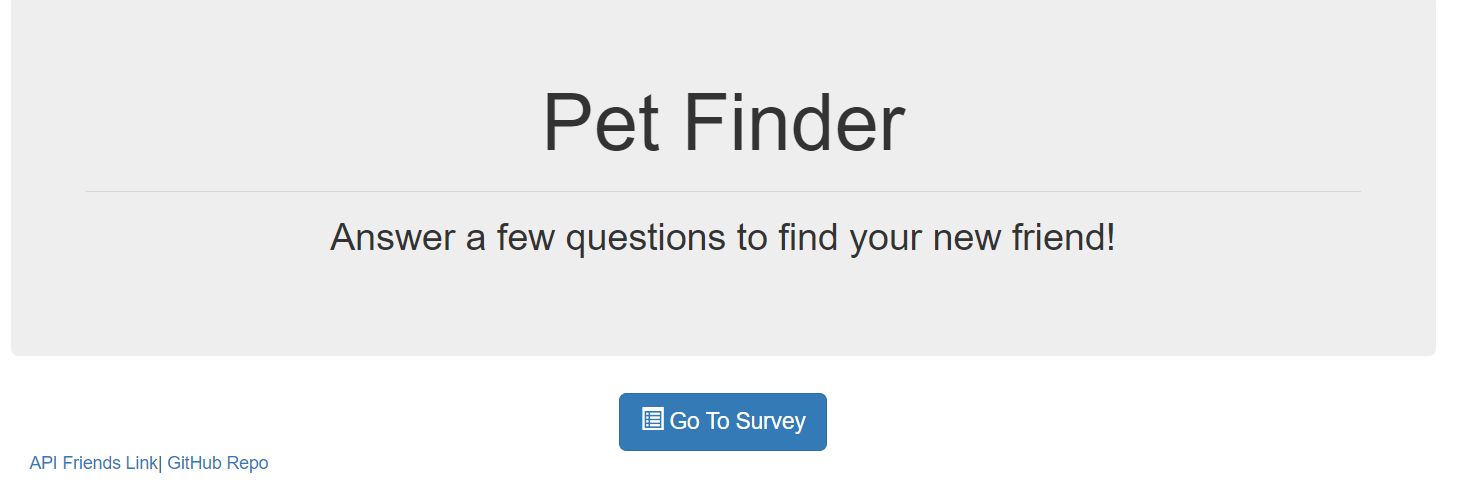 Pet Finder
Answer a few questions to find your new friend!
Go To Survey
API Friends Link| GitHub Repo